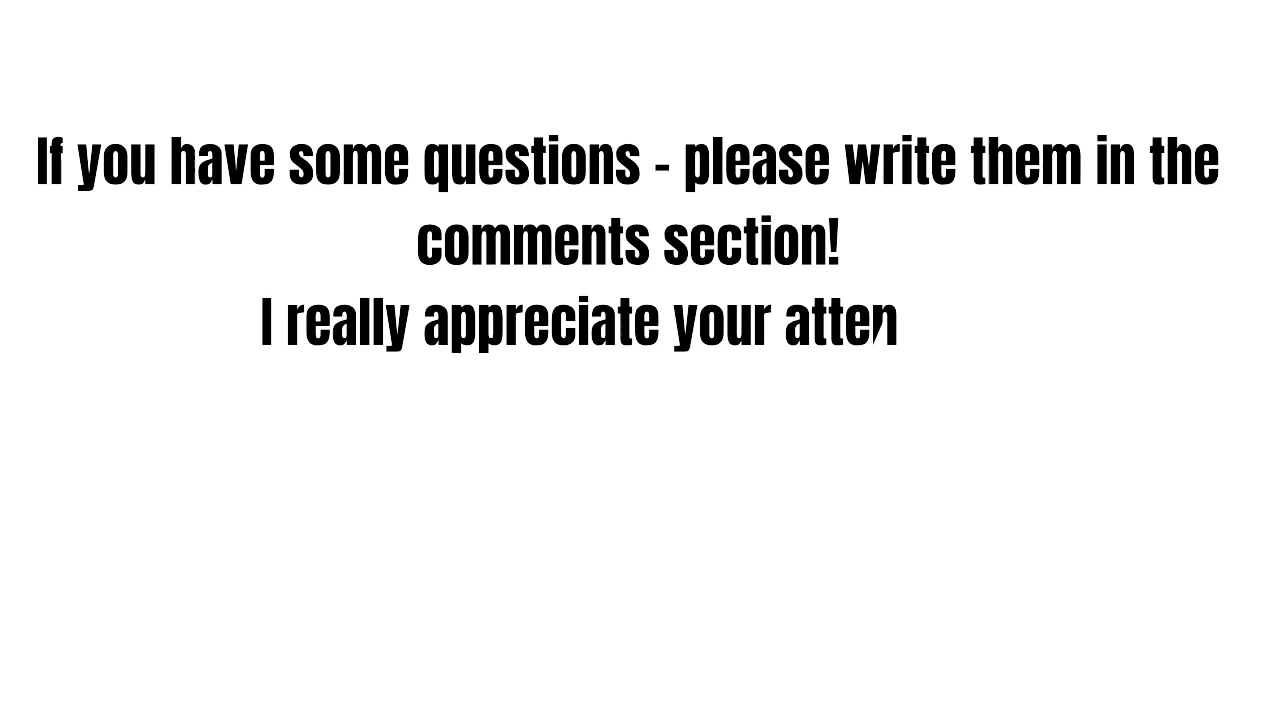 If you have some questions - please write them in the
comments section!
I really appreciate your atten